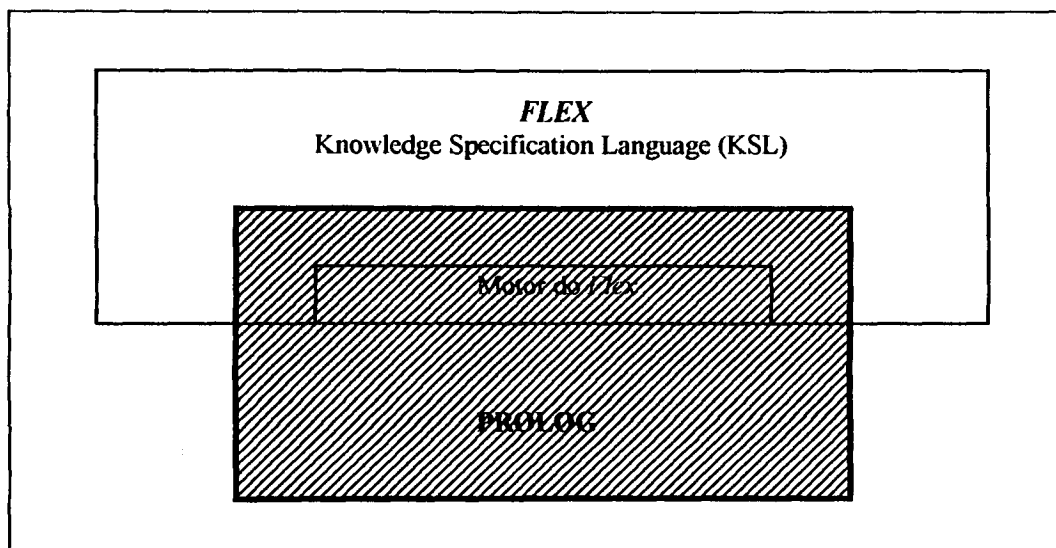 FLEX
Knowledge Specification Language (KSL)
Motor do Flex
PROLOG